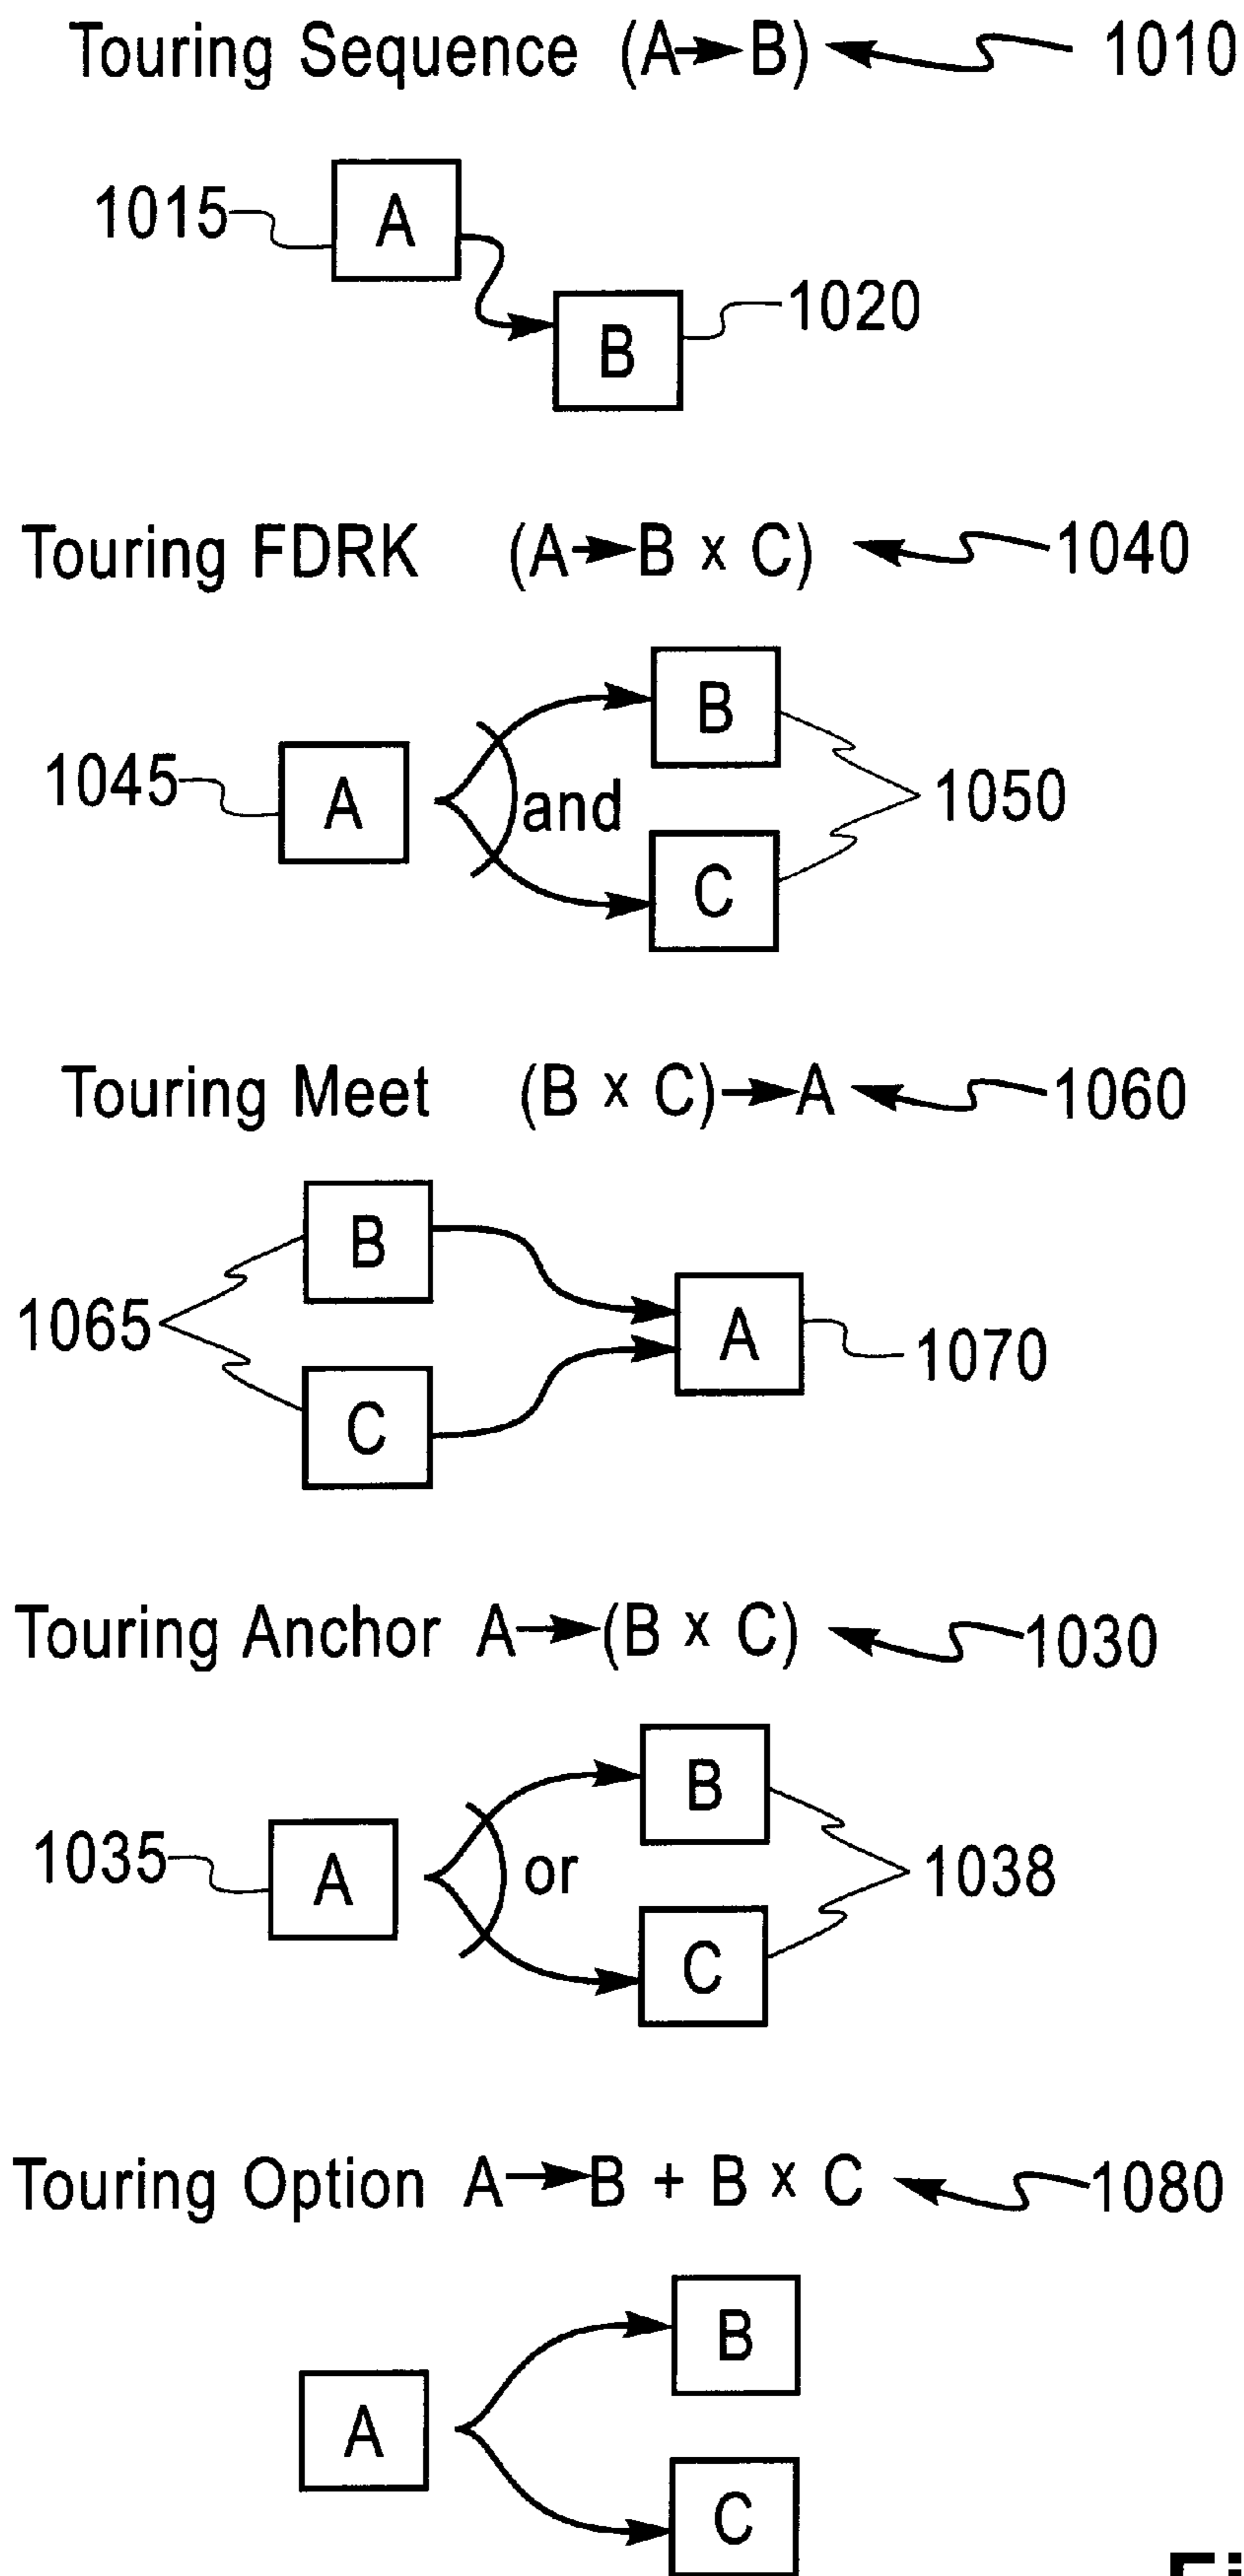 Touring Sequence (A→B) 1010
1015 A
B 1020
Touring FDRK (A→B x C) 1040
B
1045 A and 1050
C
Touring Meet (B x C)→A 1060
B
1065 A 1070
C
Touring Anchor A→(B x C) 1030
B
1035 A or 1038
C
Touring Option A→B + B x C 1080
B
A
C